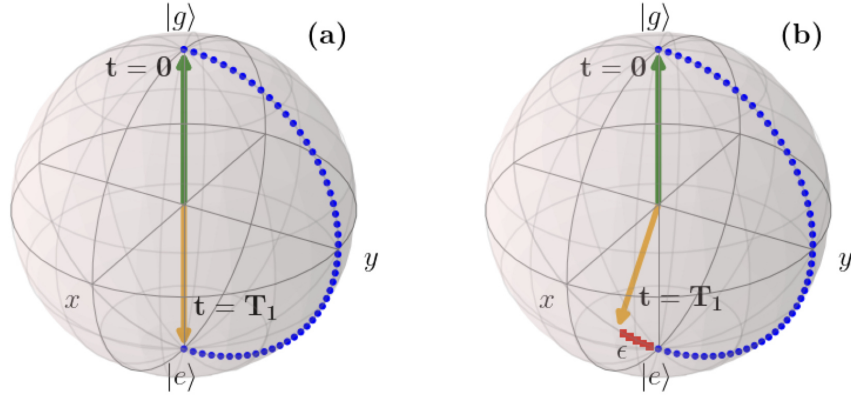 |g⟩ (a)
t = 0
x
y
t = T₁
|e⟩
|g⟩ (b)
t = 0
x
y
t = T₁
ϵ
|e⟩